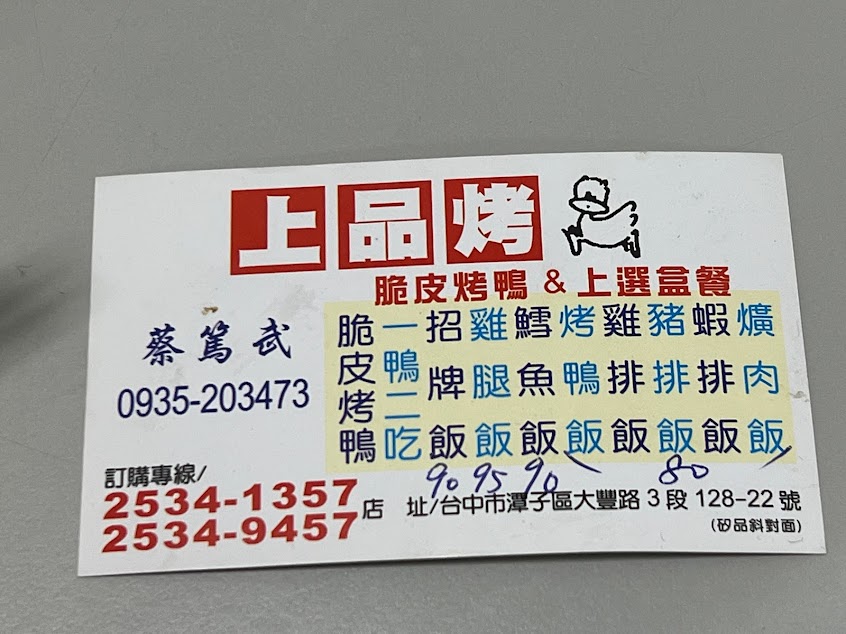 上品烤
脆皮烤鴨 & 上選盒餐
蔡篤武
0935-203473
脆皮烤鴨
一鴨二吃
招牌飯
雞腿飯
鱈魚飯
烤鴨飯
雞排飯
豬排飯
蝦排飯
爌肉飯
90 95 90 80
訂購專線/
2534-1357
2534-9457
店 址/台中市潭子區大豐路 3 段 128-22 號
(矽品斜對面)